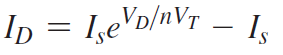 I_D = I_s e^{V_D/nV_T} − I_s